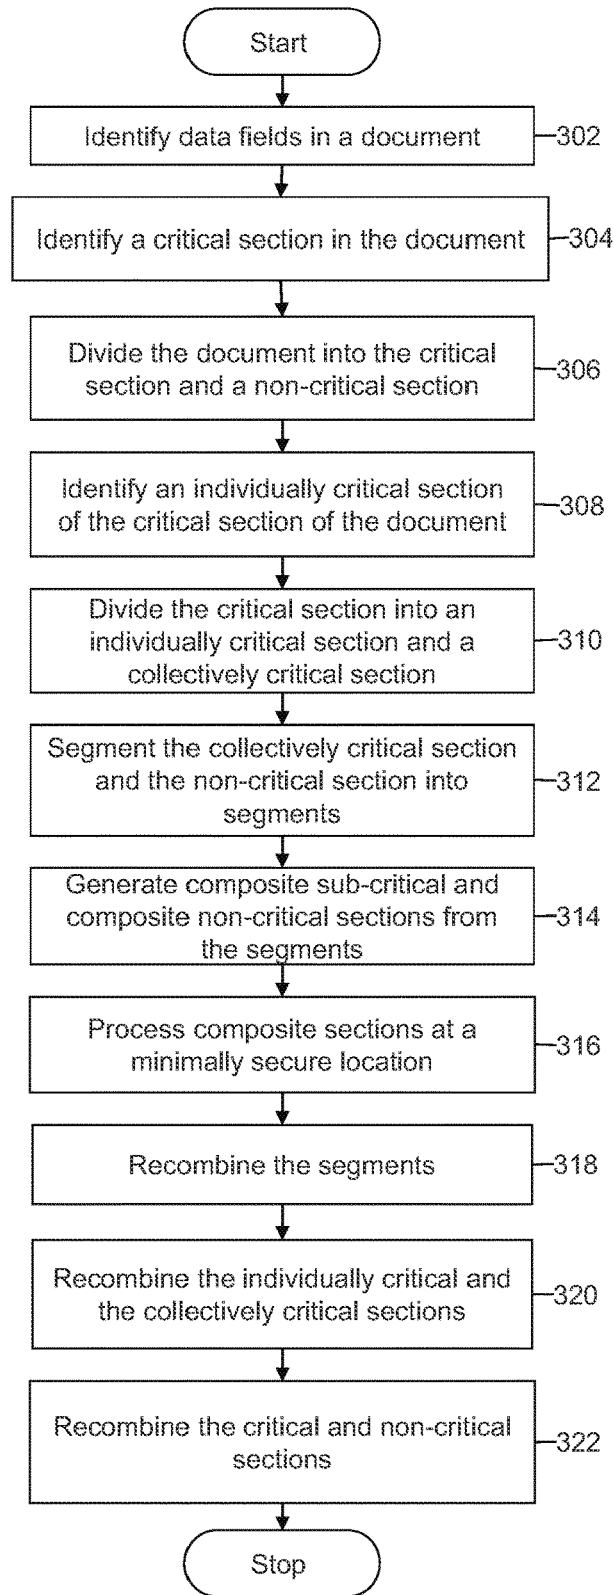 Start
Identify data fields in a document
302
Identify a critical section in the document
304
Divide the document into the critical
section and a non-critical section
306
Identify an individually critical section
of the critical section of the document
308
Divide the critical section into an
individually critical section and a
collectively critical section
310
Segment the collectively critical section
and the non-critical section into
segments
312
Generate composite sub-critical and
composite non-critical sections from
the segments
314
Process composite sections at a
minimally secure location
316
Recombine the segments
318
Recombine the individually critical and
the collectively critical sections
320
Recombine the critical and non-critical
sections
322
Stop